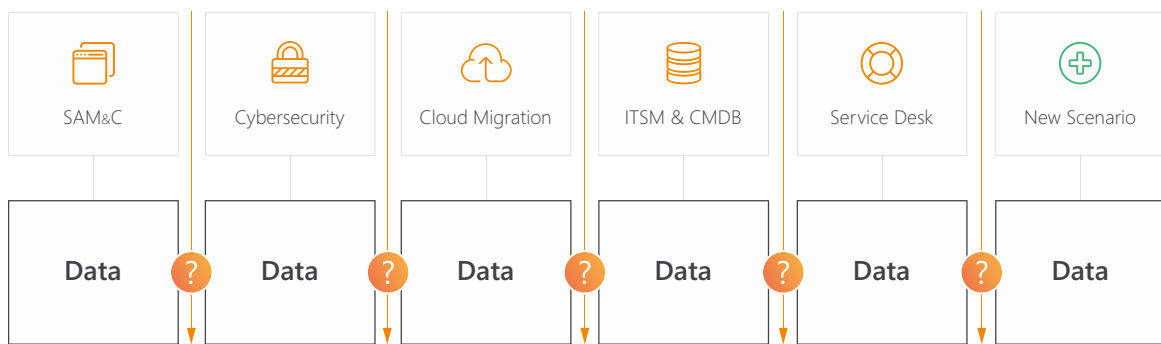 SAM&C
Cybersecurity
Cloud Migration
ITSM & CMDB
Service Desk
New Scenario
Data
?
Data
?
Data
?
Data
?
Data
?
Data